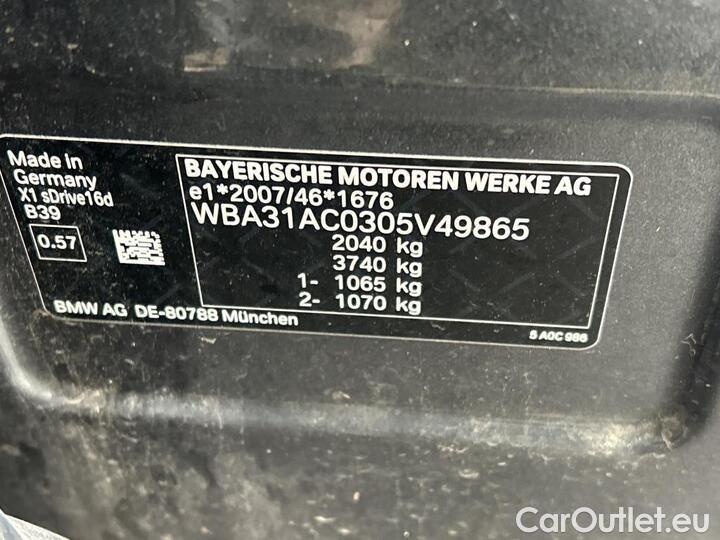 Made in
Germany
X1 sDrive16d
B39
0.57
BAYERISCHE MOTOREN WERKE AG
e1*2007/46*1676
WBA31AC0305V49865
2040 kg
3740 kg
1- 1065 kg
2- 1070 kg
BMW AG DE-80788 München
5 A0C 986
CarOutlet.eu